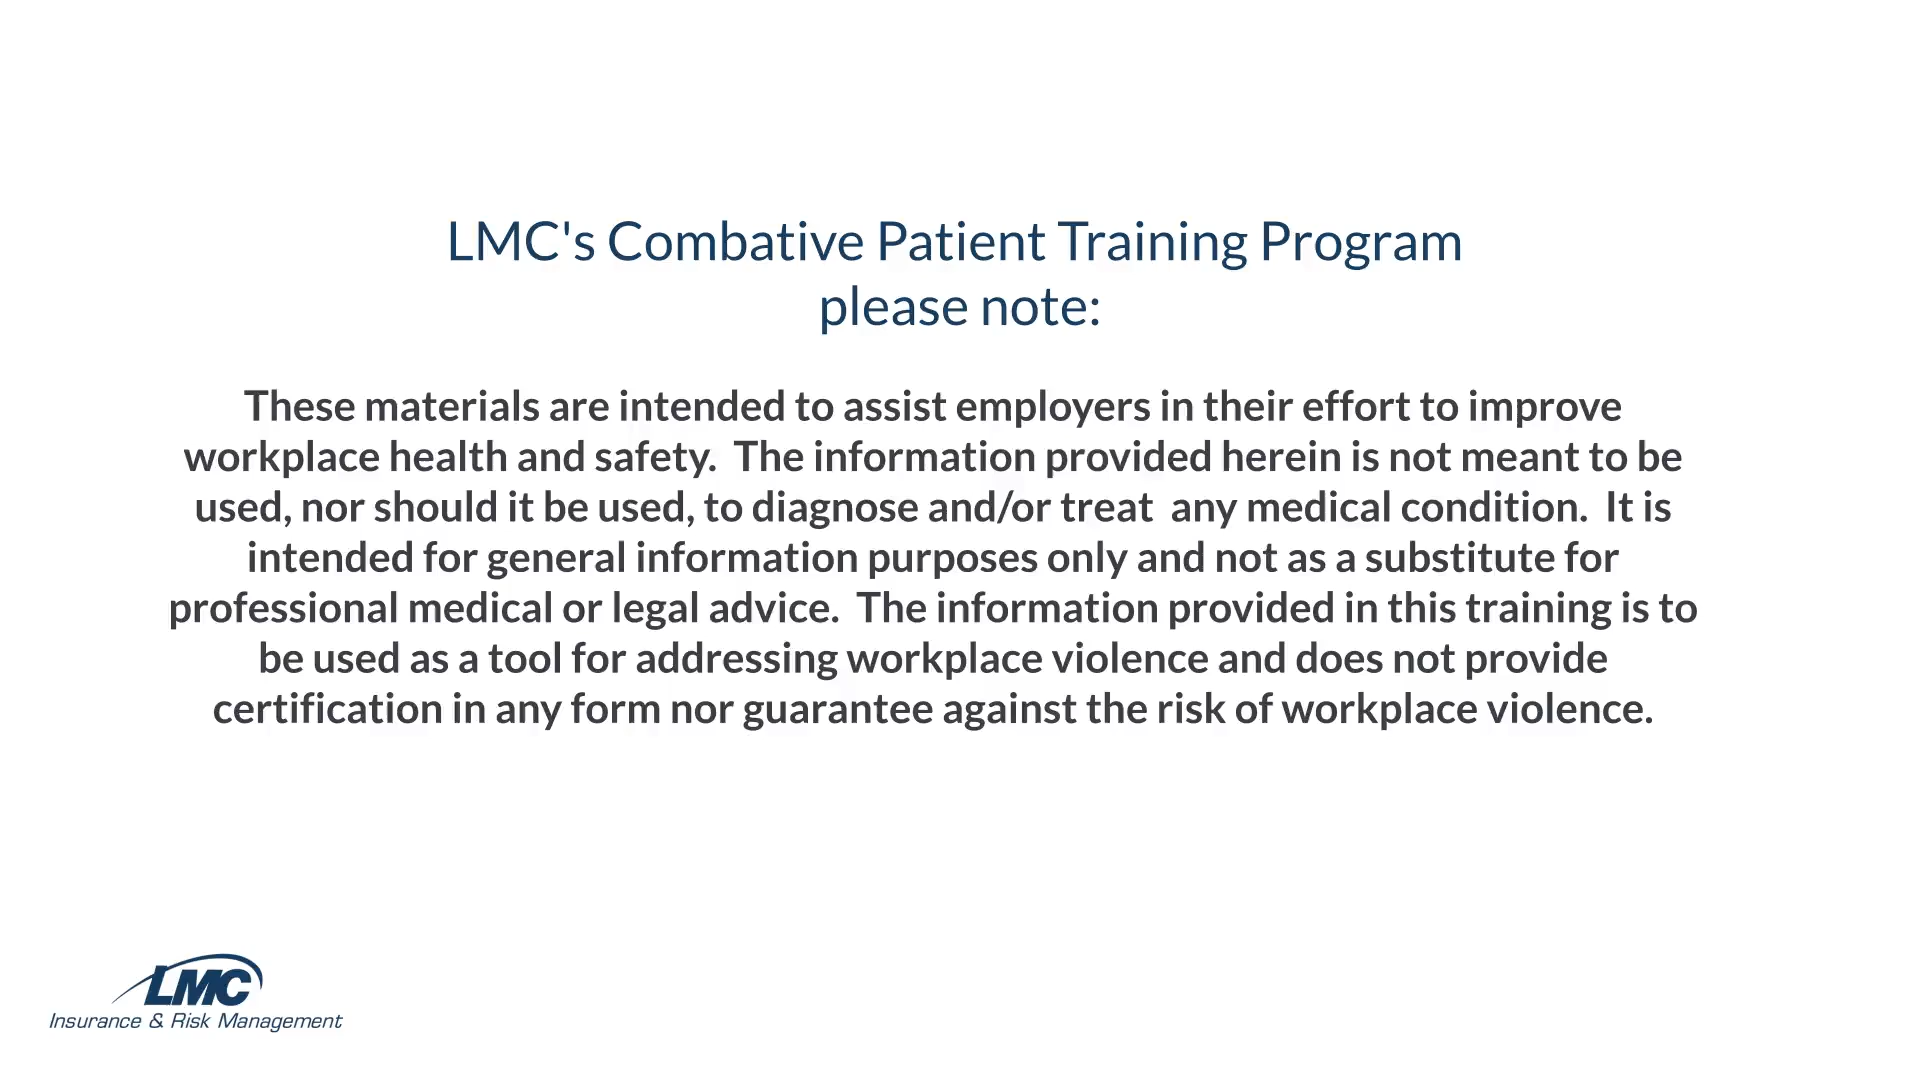 LMC's Combative Patient Training Program
please note:
These materials are intended to assist employers in their effort to improve
workplace health and safety.  The information provided herein is not meant to be
used, nor should it be used, to diagnose and/or treat  any medical condition.  It is
intended for general information purposes only and not as a substitute for
professional medical or legal advice.  The information provided in this training is to
be used as a tool for addressing workplace violence and does not provide
certification in any form nor guarantee against the risk of workplace violence.
LMC
Insurance & Risk Management